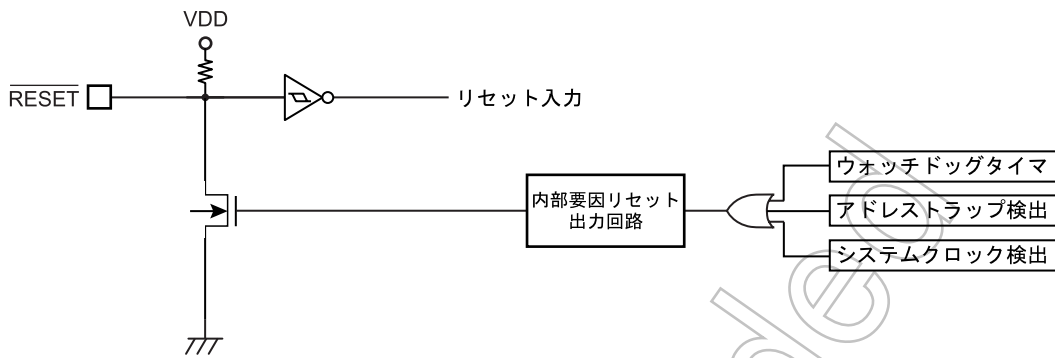 VDD
RESET
リセット入力
内部要因リセット
出力回路
ウォッチドッグタイマ
アドレストラップ検出
システムクロック検出